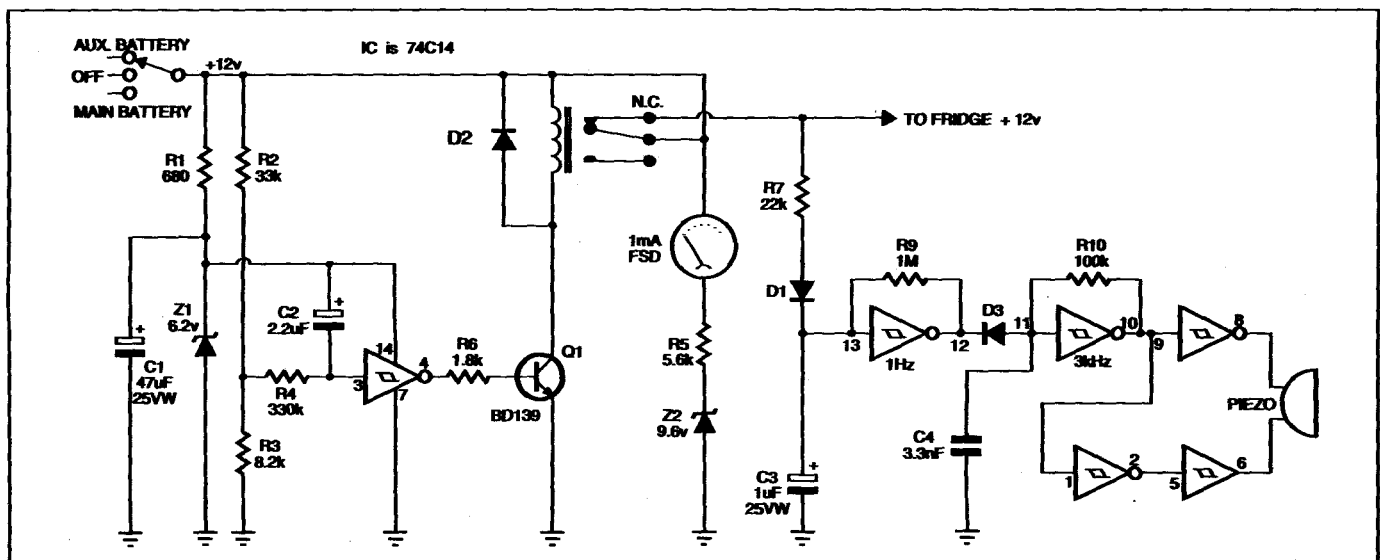 AUX. BATTERY
OFF
MAIN BATTERY
+12v
IC is 74C14
R1
680
R2
33k
D2
N.C.
TO FRIDGE + 12v
R7
22k
1mA
FSD
R9
1M
R10
100k
D1
Z1
6.2v
C2
2.2uF
+
+
C1
47uF
25VW
R4
330k
3
14
4
7
R6
1.8k
Q1
BD139
R5
5.6k
Z2
9.6v
13
12
1Hz
D3
11
10
3kHz
9
8
PIEZO
R3
8.2k
C3
1uF
25VW
+
C4
3.3nF
1
2
5
6